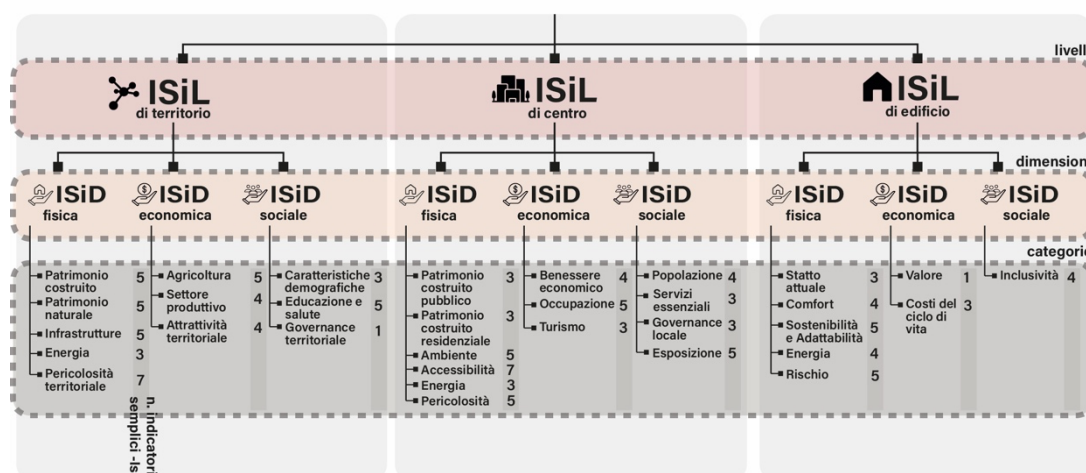 livell
ISiL
di territorio
ISiL
di centro
ISiL
di edificio
dimension
ISiD
fisica
ISiD
economica
ISiD
sociale
ISiD
fisica
ISiD
economica
ISiD
sociale
ISiD
fisica
ISiD
economica
ISiD
sociale
categorie
Patrimonio
costruito 5
Patrimonio
naturale 5
Infrastrutture 5
Energia 3
Pericolosità
territoriale 7
n. indicatori
semplici -Is
Agricoltura 5
Settore
produttivo 4
Attrattività
territoriale 4
Caratteristiche 3
demografiche
Educazione e
salute 5
Governance 1
territoriale
Patrimonio 3
costruito
pubblico
Patrimonio 3
costruito
residenziale
Ambiente 5
Accessibilità 7
Energia 3
Pericolosità 5
Benessere 4
economico
Occupazione 5
Turismo 3
Popolazione 4
Servizi 3
essenziali
Governance 3
locale
Esposizione 5
Statto 3
attuale
Comfort 4
Sostenibilità 5
e Adattabilità
Energia 4
Rischio 5
Valore 1
Costi del 3
ciclo di
vita
Inclusività 4